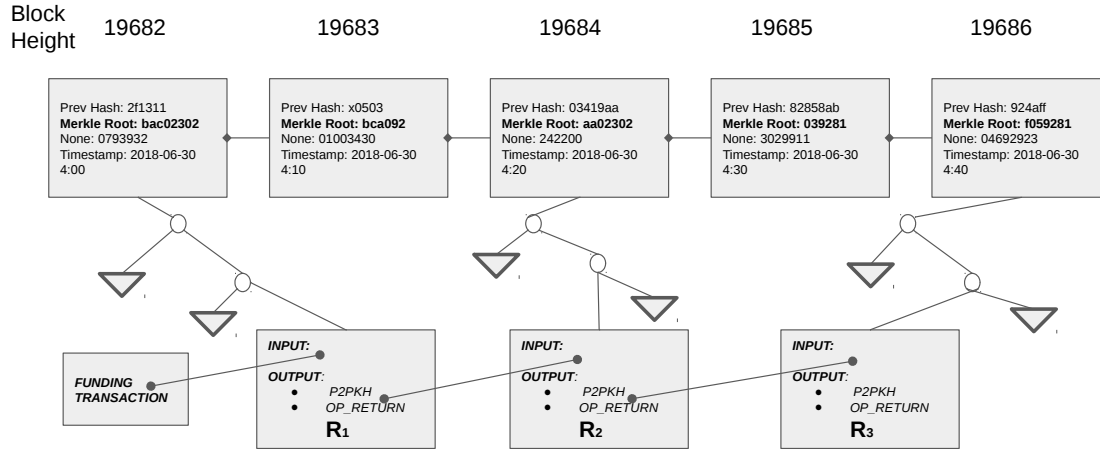 Block
Height
19682
19683
19684
19685
19686
Prev Hash: 2f1311
Merkle Root: bac02302
None: 0793932
Timestamp: 2018-06-30
4:00
Prev Hash: x0503
Merkle Root: bca092
None: 01003430
Timestamp: 2018-06-30
4:10
Prev Hash: 03419aa
Merkle Root: aa02302
None: 242200
Timestamp: 2018-06-30
4:20
Prev Hash: 82858ab
Merkle Root: 039281
None: 3029911
Timestamp: 2018-06-30
4:30
Prev Hash: 924aff
Merkle Root: f059281
None: 04692923
Timestamp: 2018-06-30
4:40
FUNDING
TRANSACTION
INPUT:
OUTPUT:
• P2PKH
• OP_RETURN
R1
INPUT:
OUTPUT:
• P2PKH
• OP_RETURN
R2
INPUT:
OUTPUT:
• P2PKH
• OP_RETURN
R3